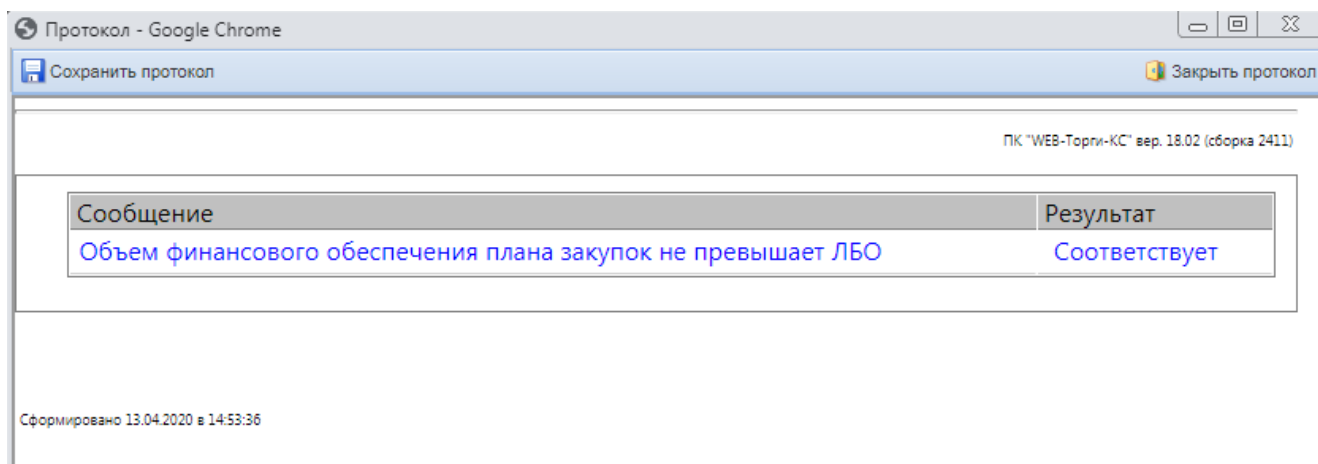 Протокол - Google Chrome
Сохранить протокол Закрыть протокол
ПК "WEB-Торги-КС" вер. 18.02 (сборка 2411)
Сообщение Результат
Объем финансового обеспечения плана закупок не превышает ЛБО Соответствует
Сформировано 13.04.2020 в 14:53:36